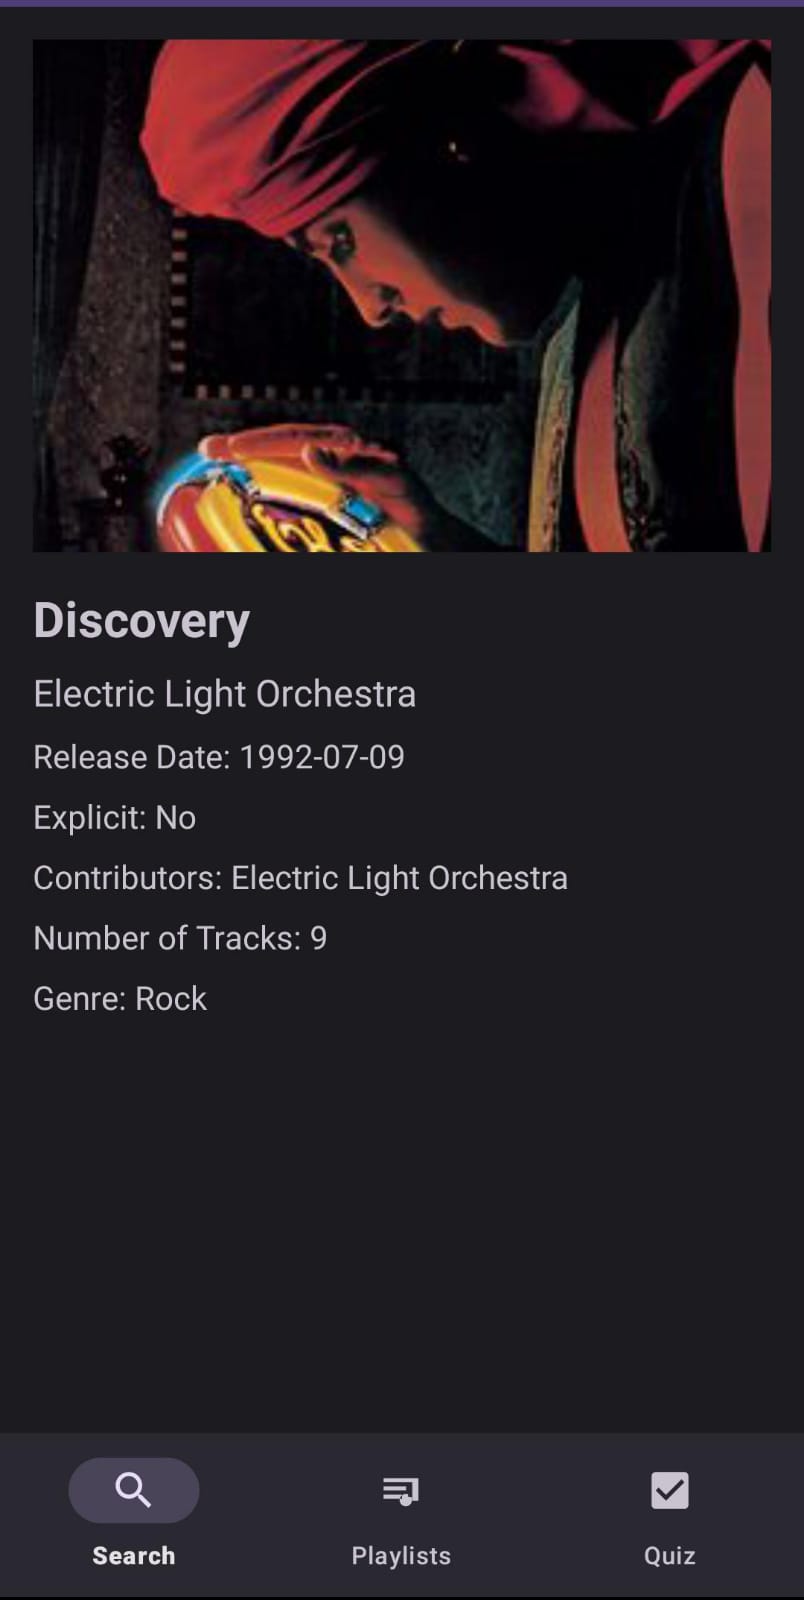 Discovery
Electric Light Orchestra
Release Date: 1992-07-09
Explicit: No
Contributors: Electric Light Orchestra
Number of Tracks: 9
Genre: Rock
Search
Playlists
Quiz